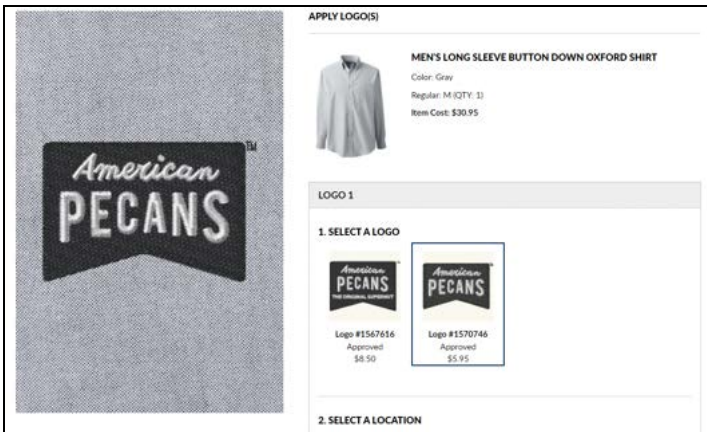 American
PECANS
TM
APPLY LOGO(S)
MEN'S LONG SLEEVE BUTTON DOWN OXFORD SHIRT
Color: Gray
Regular: M (QTY: 1)
Item Cost: $30.95
LOGO 1
1. SELECT A LOGO
American
PECANS
THE ORIGINAL SUPERNUT
Logo #1567616
Approved
$8.50
American
PECANS
Logo #1570746
Approved
$5.95
2. SELECT A LOCATION